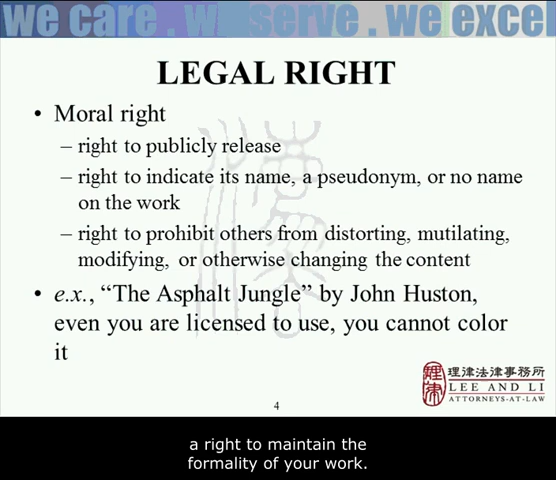 we care . we serve . we excel
LEGAL RIGHT
• Moral right
– right to publicly release
– right to indicate its name, a pseudonym, or no name
on the work
– right to prohibit others from distorting, mutilating,
modifying, or otherwise changing the content
• e.x., “The Asphalt Jungle” by John Huston,
even you are licensed to use, you cannot color
it
理律法律事務所
LEE AND LI
ATTORNEYS-AT-LAW
4
a right to maintain the
formality of your work.